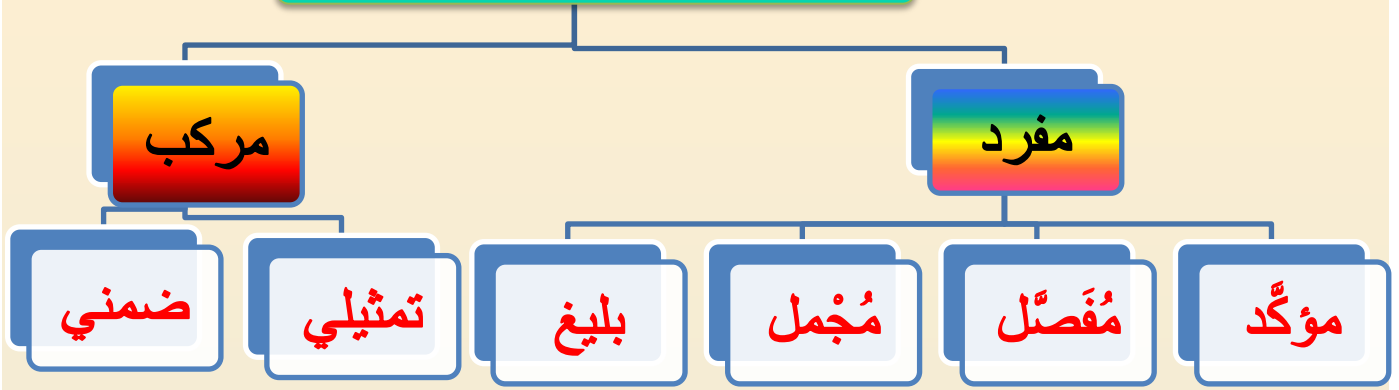 مفرد
مركب
مؤكَّد
مُفَصَّل
مُجْمل
بليغ
تمثيلي
ضمني